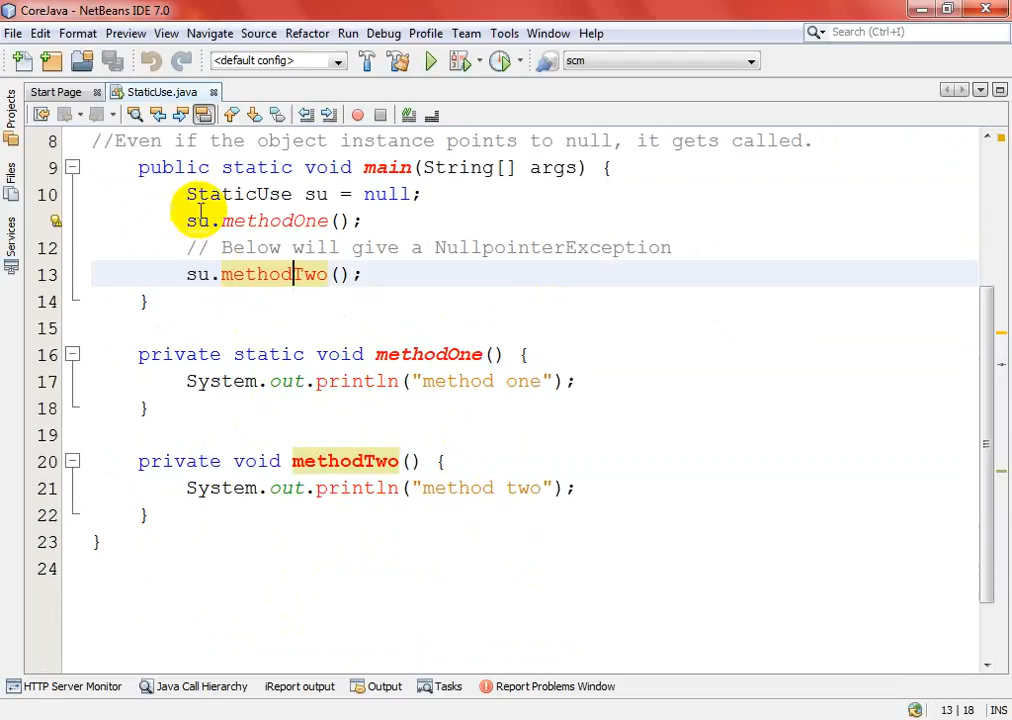 CoreJava - NetBeans IDE 7.0
File Edit Format Preview View Navigate Source Refactor Run Debug Profile Team Tools Window Help
Search (Ctrl+I)
<default config>
scm
Start Page
StaticUse.java
Projects
Files
Services
8 //Even if the object instance points to null, it gets called.
9 public static void main(String[] args) {
10 StaticUse su = null;
su.methodOne();
12 // Below will give a NullpointerException
13 su.methodTwo();
14 }
15
16 private static void methodOne() {
17 System.out.println("method one");
18 }
19
20 private void methodTwo() {
21 System.out.println("method two");
22 }
23 }
24
HTTP Server Monitor Java Call Hierarchy iReport output Output Tasks Report Problems Window
13 | 18 INS